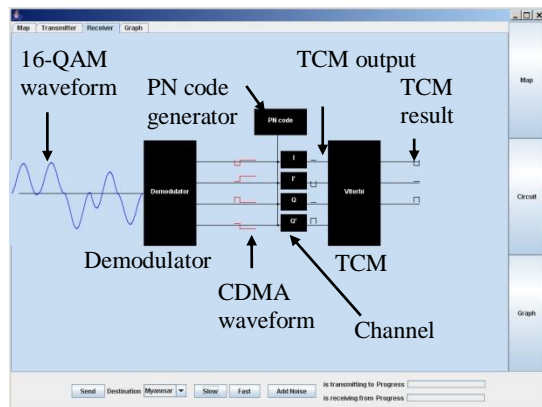 Map Transmitter Receiver Graph
16-QAM
waveform
PN code
generator
TCM output
TCM
result
Map
PN code
Demodulator
I
I'
Q
Q'
Viterbi
Circuit
Demodulator
TCM
CDMA
waveform
Channel
Graph
Send Destination Myanmar Slow Fast Add Noise
is transmitting to Progress
is receiving from Progress